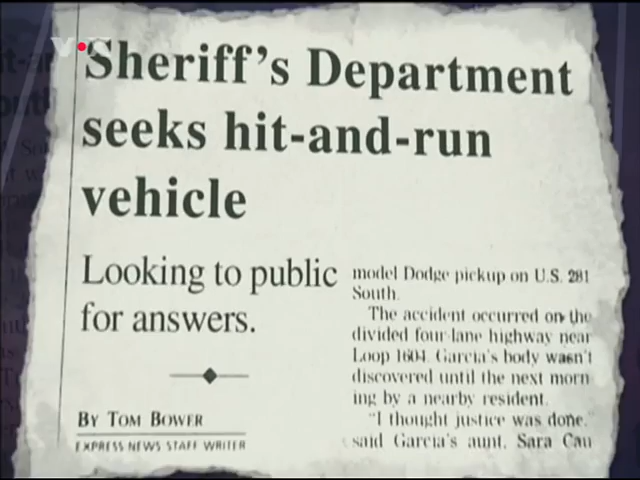 Sheriff's Department
seeks hit-and-run
vehicle
Looking to public
for answers.
BY TOM BOWER
EXPRESS NEWS STAFF WRITER
model Dodge pickup on U.S. 281
South.
The accident occurred on the
divided four-lane highway near
Loop 1604. Garcia's body wasn't
discovered until the next morn
ing by a nearby resident.
"I thought justice was done,"
said Garcia's aunt, Sara Cau